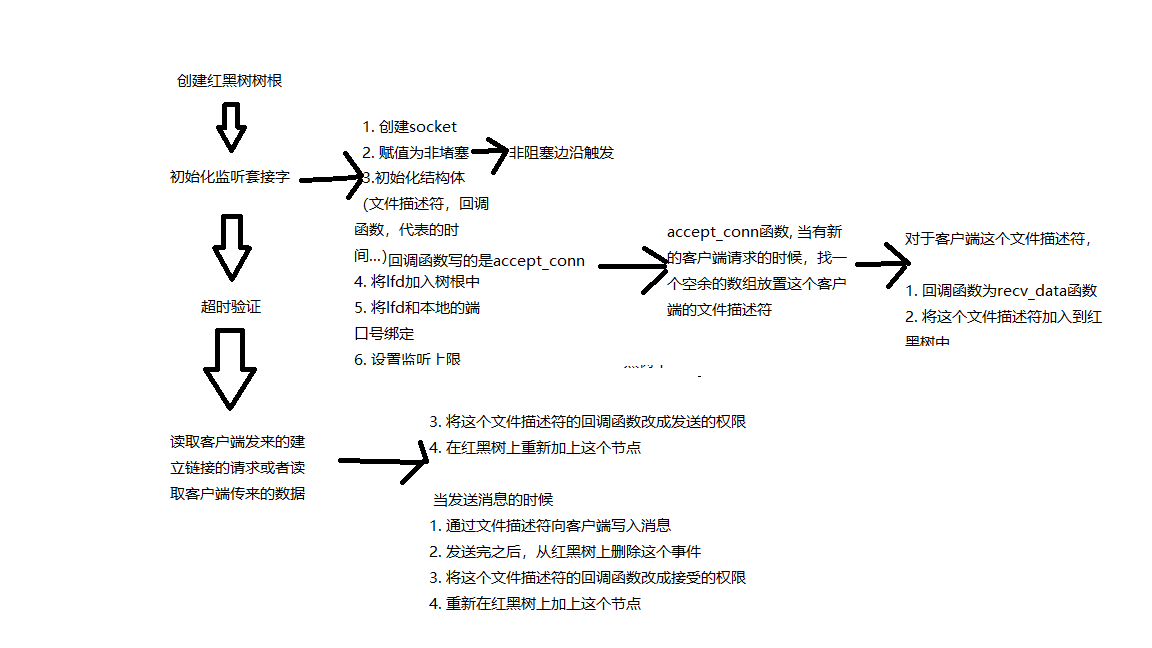 创建红黑树树根
初始化监听套接字
超时验证
读取客户端发来的建
立链接的请求或者读
取客户端传来的数据
1. 创建socket
2. 赋值为非堵塞
非阻塞边沿触发
3.初始化结构体
(文件描述符，回调
函数，代表的时
间...)
回调函数写的是accept_conn
4. 将lfd加入树根中
5. 将lfd和本地的端
口号绑定
6. 设置监听上限
accept_conn函数, 当有新
的客户端请求的时候，找一
个空余的数组放置这个客户
端的文件描述符
对于客户端这个文件描述符，
1. 回调函数为recv_data函数
2. 将这个文件描述符加入到红
黑树中
3. 将这个文件描述符的回调函数改成发送的权限
4. 在红黑树上重新加上这个节点
当发送消息的时候
1. 通过文件描述符向客户端写入消息
2. 发送完之后，从红黑树上删除这个事件
3. 将这个文件描述符的回调函数改成接受的权限
4. 重新在红黑树上加上这个节点